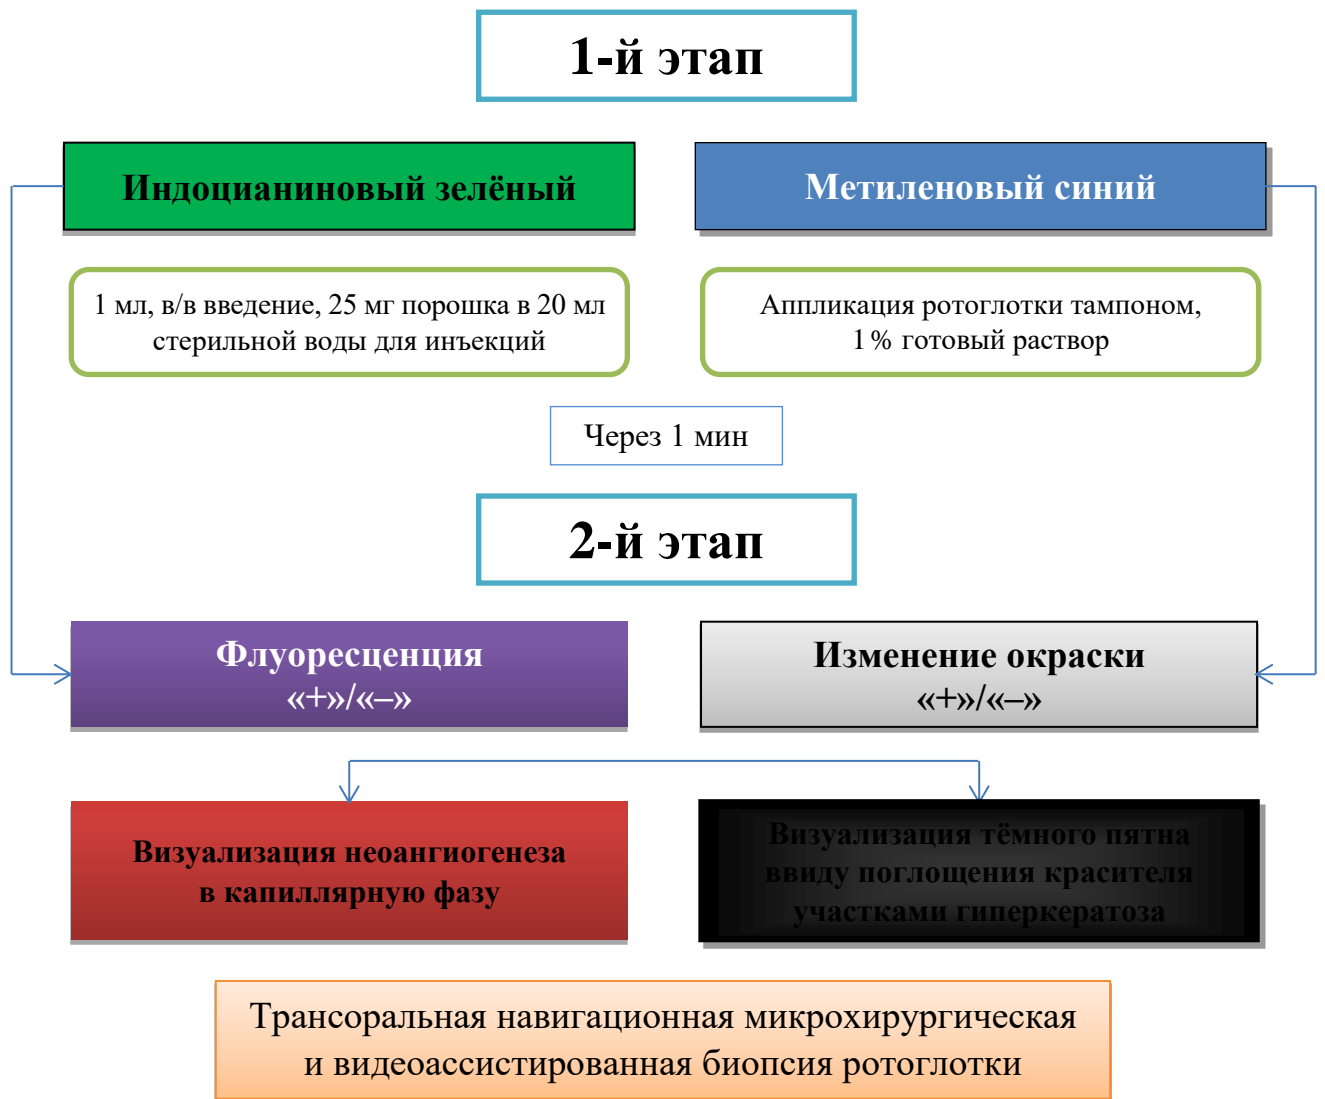 1-й этап
Индоцианиновый зелёный
Метиленовый синий
1 мл, в/в введение, 25 мг порошка в 20 мл
стерильной воды для инъекций
Аппликация ротоглотки тампоном,
1 % готовый раствор
Через 1 мин
2-й этап
Флуоресценция
«+»/«–»
Изменение окраски
«+»/«–»
Визуализация неоангиогенеза
в капиллярную фазу
Визуализация тёмного пятна
ввиду поглощения красителя
участками гиперкератоза
Трансоральная навигационная микрохирургическая
и видеоассистированная биопсия ротоглотки